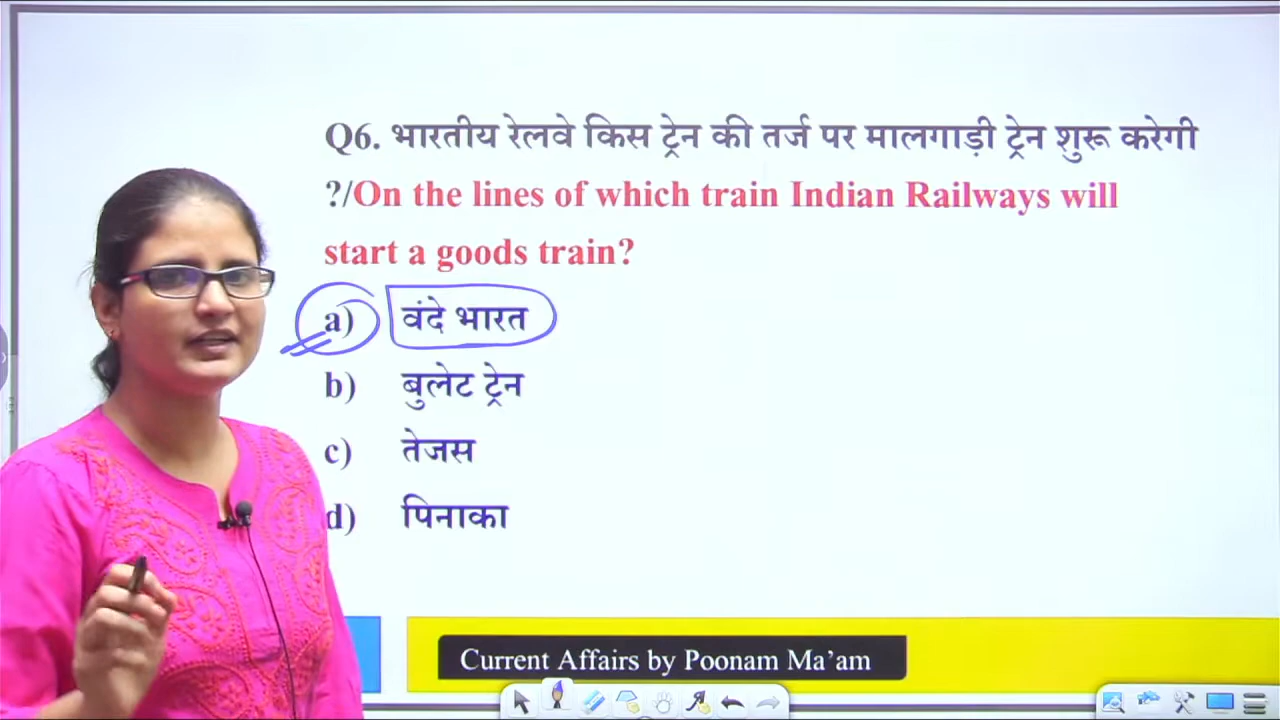 Q6. भारतीय रेलवे किस ट्रेन की तर्ज पर मालगाड़ी ट्रेन शुरू करेगी
?/On the lines of which train Indian Railways will
start a goods train?
a) वंदे भारत
b) बुलेट ट्रेन
c) तेजस
d) पिनाका
Current Affairs by Poonam Ma’am